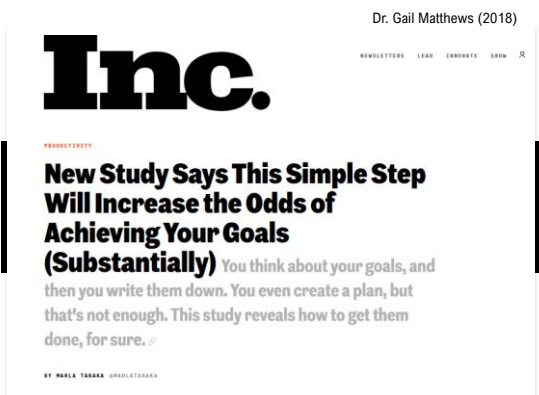 Dr. Gail Matthews (2018)
Inc.
NEWSLETTERS LEAD INNOVATE GROW
PRODUCTIVITY
New Study Says This Simple Step
Will Increase the Odds of
Achieving Your Goals
(Substantially) You think about your goals, and
then you write them down. You even create a plan, but
that's not enough. This study reveals how to get them
done, for sure.
BY MARLA TABAKA @MARLATABAKA